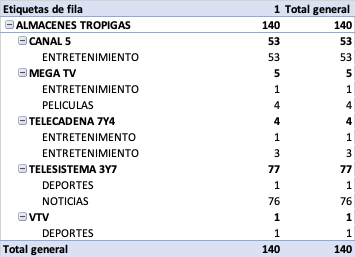 Etiquetas de fila 1 Total general
ALMACENES TROPIGAS 140 140
CANAL 5 53 53
ENTRETENIMIENTO 53 53
MEGA TV 5 5
ENTRETENIMIENTO 1 1
PELICULAS 4 4
TELECADENA 7Y4 4 4
ENTRETENIMENTO 1 1
ENTRETENIMIENTO 3 3
TELESISTEMA 3Y7 77 77
DEPORTES 1 1
NOTICIAS 76 76
VTV 1 1
DEPORTES 1 1
Total general 140 140